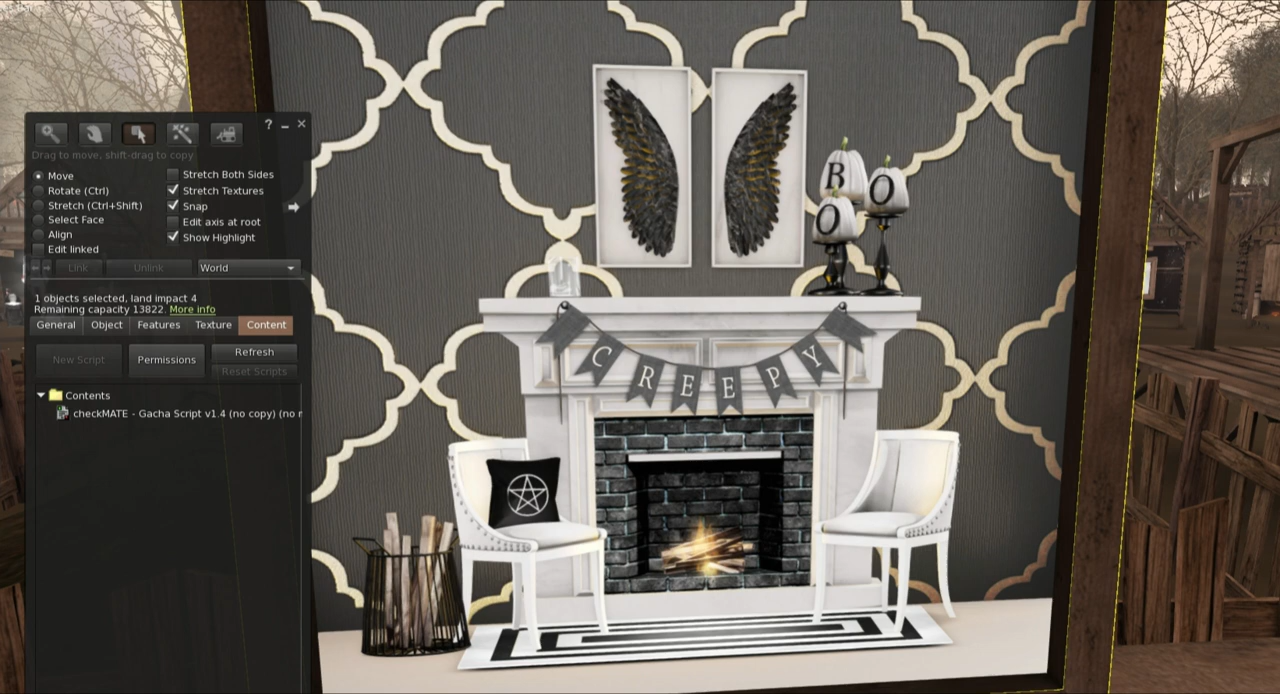 ?
Drag to move, shift-drag to copy
Move
Rotate (Ctrl)
Stretch (Ctrl+Shift)
Select Face
Align
Edit linked
Stretch Both Sides
Stretch Textures
Snap
Edit axis at root
Show Highlight
Link
Unlink
World
1 objects selected, land impact 4
Remaining capacity 13822. More info
General
Object
Features
Texture
Content
New Script
Permissions
Refresh
Reset Scripts
Contents
checkMATE - Gacha Script v1.4 (no copy) (no
B
O
O
CREEPY